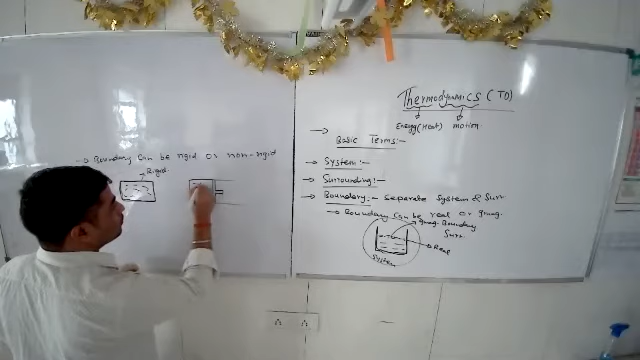 → Boundary can be rigid or non-rigid
Rigid
Thermodynamics (TD)
Energy(Heat) motion
→ Basic Terms:-
→ System:-
→ Surrounding:-
→ Boundary:- separate System & Surr
→ Boundary can be real or imag.
imag. Boundary
Surr
Real
System